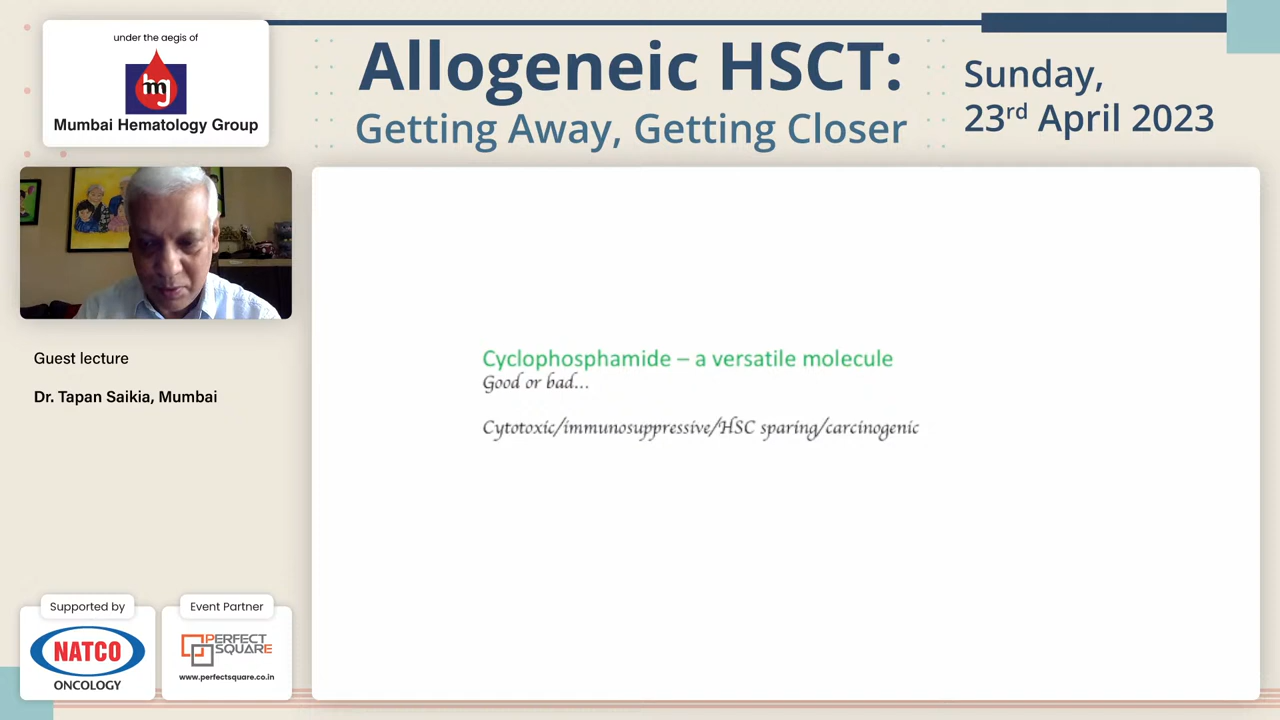 under the aegis of
mhg
Mumbai Hematology Group
Allogeneic HSCT:
Getting Away, Getting Closer
Sunday,
23rd April 2023
Guest lecture
Dr. Tapan Saikia, Mumbai
Cyclophosphamide – a versatile molecule
Good or bad...
Cytotoxic/immunosuppressive/HSC sparing/carcinogenic
Supported by
NATCO
ONCOLOGY
Event Partner
PERFECT
SQUARE
www.perfectsquare.co.in